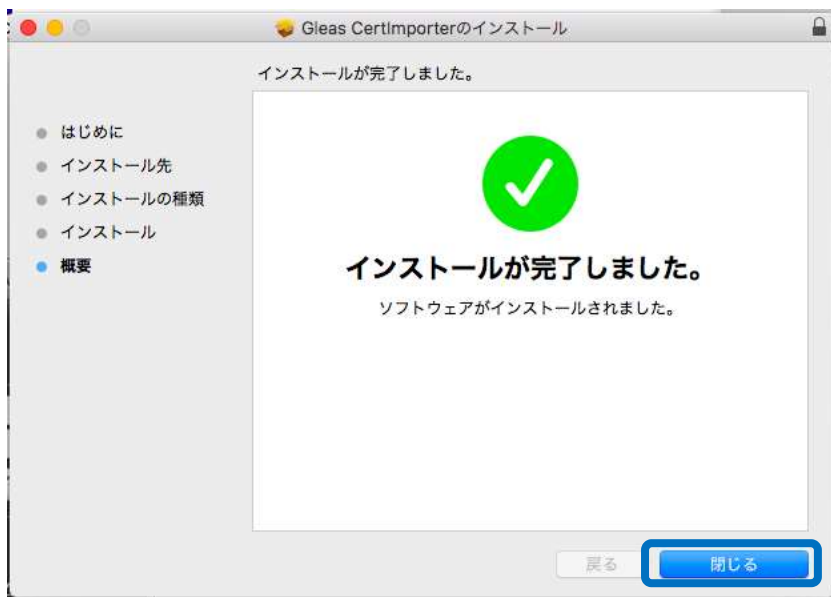 Gleas CertImporterのインストール
インストールが完了しました。
はじめに
インストール先
インストールの種類
インストール
概要
インストールが完了しました。
ソフトウェアがインストールされました。
戻る
閉じる